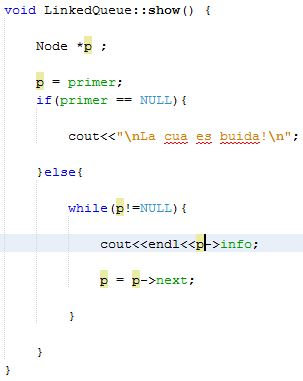 void LinkedQueue::show() {
Node *p ;
p = primer;
if(primer == NULL){
cout<<"\nLa cua es buida!\n";
}else{
while(p!=NULL){
cout<<endl<<p->info;
p = p->next;
}
}
}